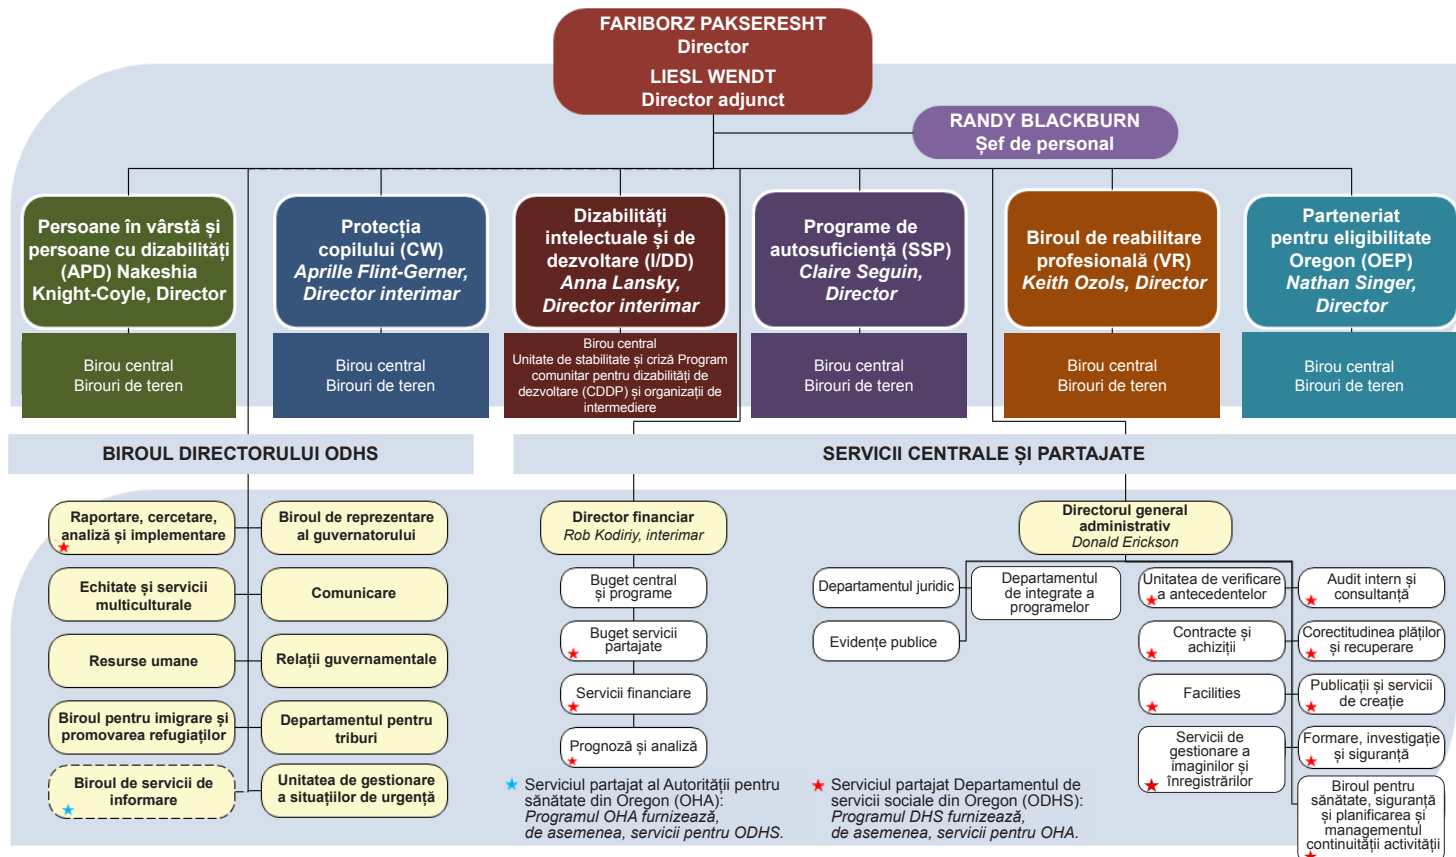 FARIBORZ PAKSERESHT
Director
LIESL WENDT
Director adjunct
RANDY BLACKBURN
Șef de personal
Persoane în vârstă și
persoane cu dizabilități
(APD) Nakeshia
Knight-Coyle, Director
Birou central
Birouri de teren
Protecția
copilului (CW)
Aprille Flint-Gerner,
Director interimar
Birou central
Birouri de teren
Dizabilități
intelectuale și de
dezvoltare (I/DD)
Anna Lansky,
Director interimar
Birou central
Unitate de stabilitate și criză Program
comunitar pentru dizabilități de
dezvoltare (CDDP) și organizații de
intermediere
Programe de
autosuficiență (SSP)
Claire Seguin,
Director
Birou central
Birouri de teren
Biroul de reabilitare
profesională (VR)
Keith Ozols, Director
Birou central
Birouri de teren
Parteneriat
pentru eligibilitate
Oregon (OEP)
Nathan Singer,
Director
Birou central
Birouri de teren
BIROUL DIRECTORULUI ODHS
Raportare, cercetare,
analiză și implementare
Biroul de reprezentare
al guvernatorului
Echitate și servicii
multiculturale
Comunicare
Resurse umane
Relații guvernamentale
Biroul pentru imigrare și
promovarea refugiaților
Departamentul pentru
triburi
Biroul de servicii de
informare
Unitatea de gestionare
a situațiilor de urgență
SERVICII CENTRALE ȘI PARTAJATE
Director financiar
Rob Kodiriy, interimar
Buget central
și programe
Buget servicii
partajate
Servicii financiare
Prognoză și analiză
Directorul general
administrativ
Donald Erickson
Departamentul juridic
Departamentul
de integrate a
programelor
Evidențe publice
Unitatea de verificare
a antecedentelor
Audit intern și
consultanță
Contracte și
achiziții
Corectitudinea plăților
și recuperare
Facilities
Publicații și servicii
de creație
Servicii de
gestionare a
imaginilor și
înregistrărilor
Formare, investigație
și siguranță
Biroul pentru
sănătate, siguranță
și planificarea și
managementul
continuității activității
Serviciul partajat al Autorității pentru
sănătate din Oregon (OHA):
Programul OHA furnizează,
de asemenea, servicii pentru ODHS.
Serviciul partajat Departamentul de
servicii sociale din Oregon (ODHS):
Programul DHS furnizează,
de asemenea, servicii pentru OHA.